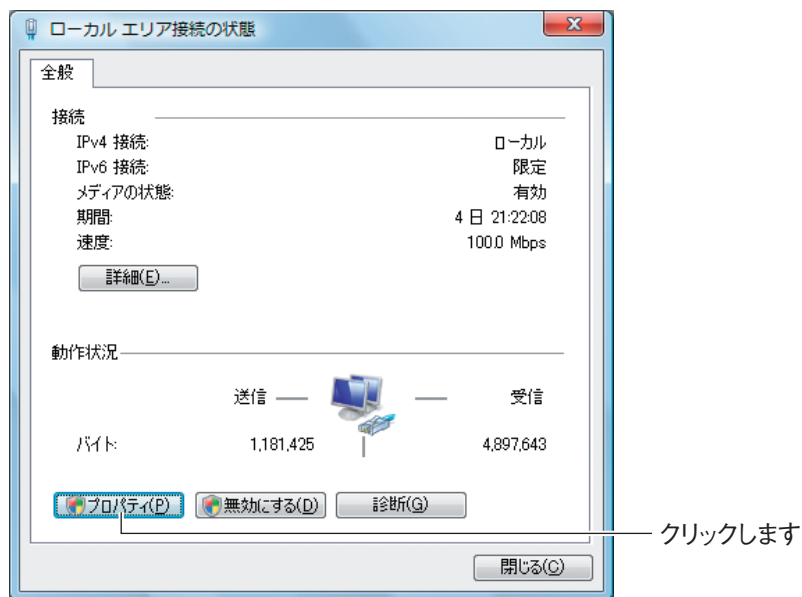 ローカル エリア接続の状態
全般
接続
IPv4 接続: ローカル
IPv6 接続: 限定
メディアの状態: 有効
期間: 4 日 21:22:08
速度: 100.0 Mbps
詳細(E)...
動作状況
送信 受信
バイト: 1,181,425 4,897,643
プロパティ(P) 無効にする(D) 診断(G)
クリックします
閉じる(C)